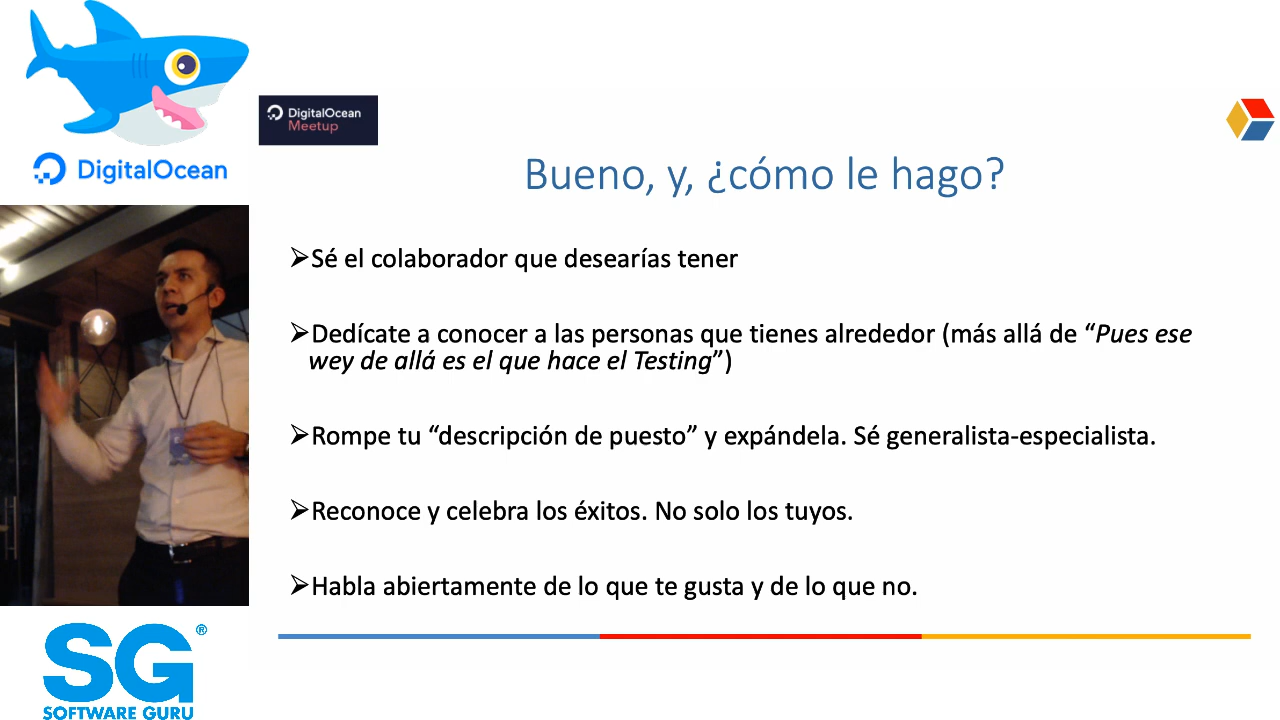 DigitalOcean
DigitalOcean
Meetup
Bueno, y, ¿cómo le hago?
Sé el colaborador que desearías tener
Dedícate a conocer a las personas que tienes alrededor (más allá de “Pues ese
wey de allá es el que hace el Testing”)
Rompe tu “descripción de puesto” y expándela. Sé generalista-especialista.
Reconoce y celebra los éxitos. No solo los tuyos.
Habla abiertamente de lo que te gusta y de lo que no.
SG®
SOFTWARE GURU